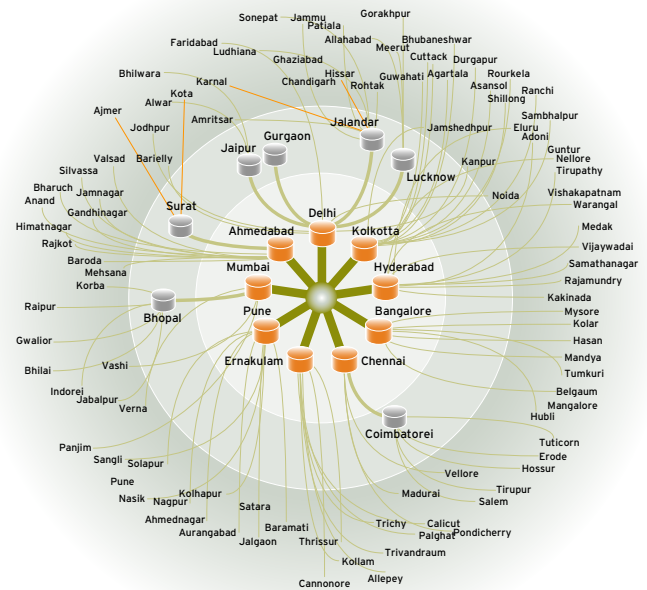 Gorakhpur
Sonepat
Jammu
Patiala
Allahabad
Bhubaneshwar
Faridabad
Ludhiana
Meerut
Cuttack
Durgapur
Ghaziabad
Bhilwara
Karnal
Chandigarh
Hissar
Rohtak
Guwahati
Agartala
Rourkela
Asansol
Ranchi
Kota
Shillong
Ajmer
Alwar
Amritsar
Jalandar
Jamshedpur
Sambhalpur
Eluru
Adoni
Jodhpur
Gurgaon
Jaipur
Guntur
Valsad
Barielly
Lucknow
Kanpur
Nellore
Tirupathy
Silvassa
Bharuch
Jamnagar
Noida
Vishakapatnam
Anand
Surat
Warangal
Gandhinagar
Delhi
Himatnagar
Ahmedabad
Kolkotta
Medak
Rajkot
Vijaywadai
Baroda
Mumbai
Hyderabad
Samathanagar
Mehsana
Rajamundry
Korba
Kakinada
Raipur
Bhopal
Pune
Bangalore
Mysore
Kolar
Gwalior
Hasan
Ernakulam
Chennai
Mandya
Bhilai
Vashi
Tumkuri
Indorei
Jabalpur
Belgaum
Verna
Mangalore
Hubli
Coimbatorei
Panjim
Tuticorn
Sangli
Solapur
Erode
Hossur
Pune
Vellore
Nasik
Nagpur
Kolhapur
Madurai
Tirupur
Salem
Satara
Ahmednagar
Baramati
Trichy
Calicut
Aurangabad
Palghat
Pondicherry
Jalgaon
Thrissur
Trivandraum
Kollam
Cannonore
Allepey